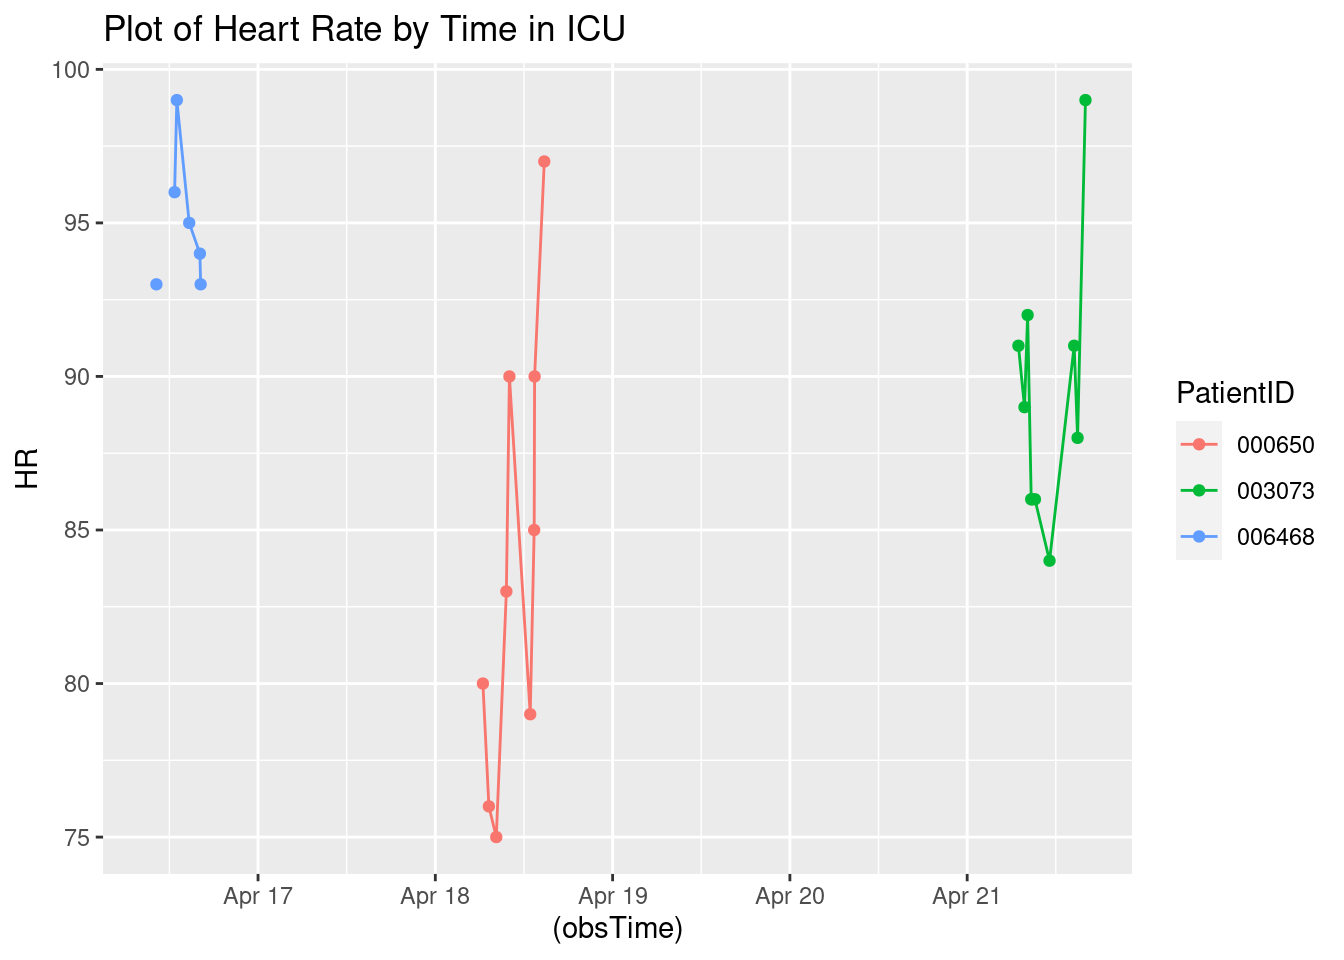 Plot of Heart Rate by Time in ICU
100
95
90
85
80
75
HR
Apr 17 Apr 18 Apr 19 Apr 20 Apr 21
(obsTime)
PatientID
000650
003073
006468